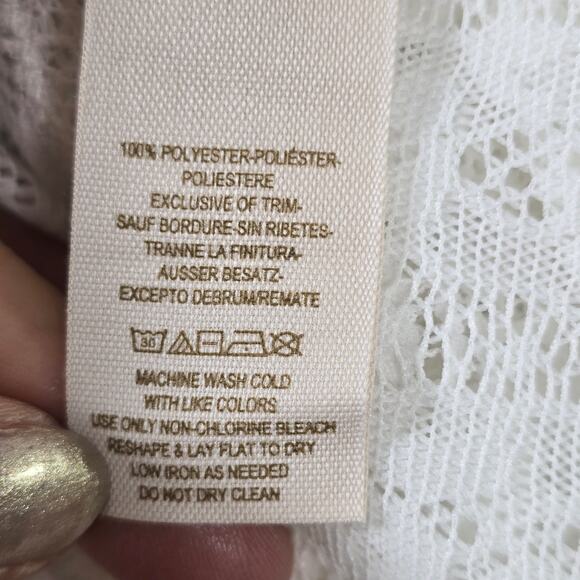 100% POLYESTER-POLIÉSTER-
POLIESTERE
EXCLUSIVE OF TRIM-
SAUF BORDURE-SIN RIBETES-
TRANNE LA FINITURA-
AUSSER BESATZ-
EXCEPTO DEBRUM/REMATE
30
MACHINE WASH COLD
WITH LIKE COLORS
USE ONLY NON-CHLORINE BLEACH
RESHAPE & LAY FLAT TO DRY
LOW IRON AS NEEDED
DO NOT DRY CLEAN